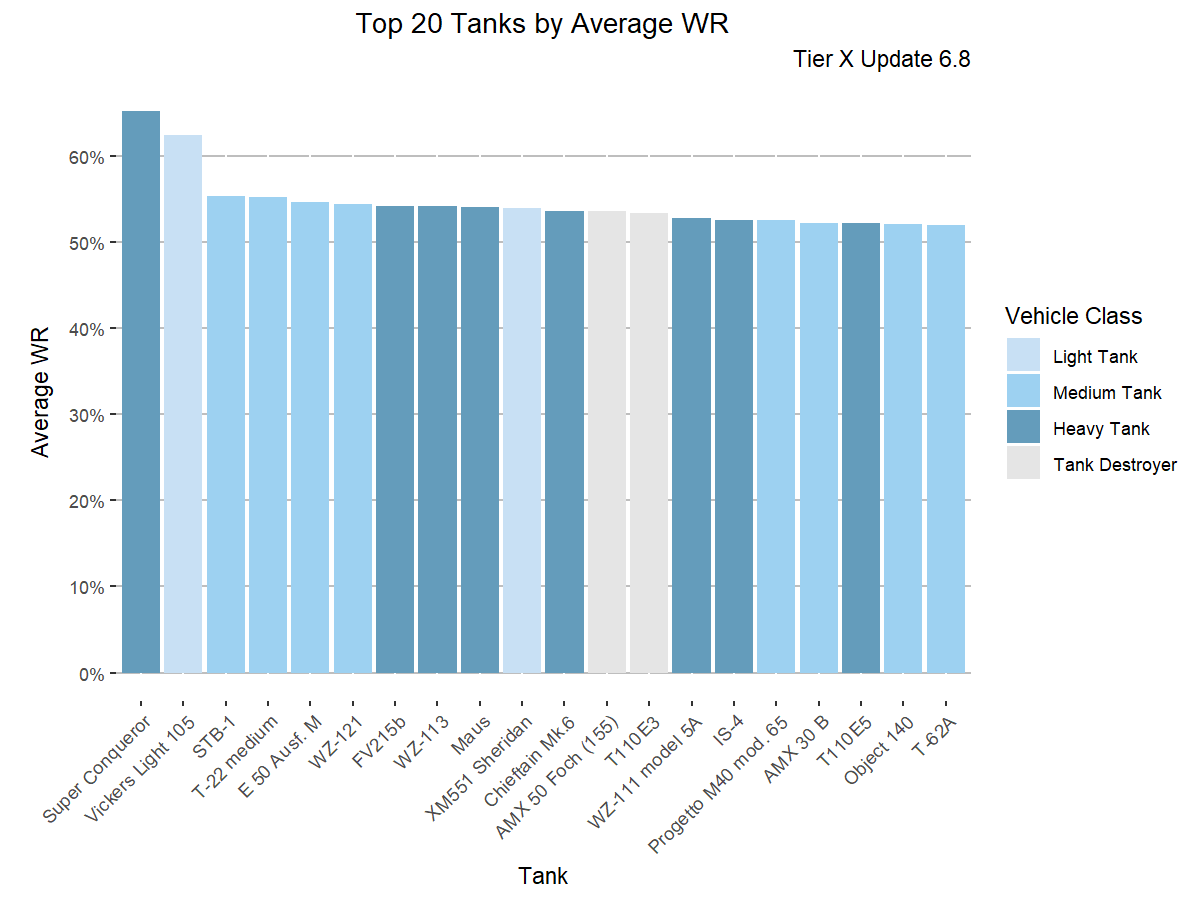 Top 20 Tanks by Average WR
Tier X Update 6.8
Average WR
60%
50%
40%
30%
20%
10%
0%
Super Conqueror
Vickers Light 105
STB-1
T-22 medium
E 50 Ausf. M
WZ-121
FV215b
WZ-113
Maus
XM551 Sheridan
Chieftain Mk.6
AMX 50 Foch (155)
T110E3
WZ-111 model 5A
IS-4
Progetto M40 mod. 65
AMX 30 B
T110E5
Object 140
T-62A
Tank
Vehicle Class
Light Tank
Medium Tank
Heavy Tank
Tank Destroyer